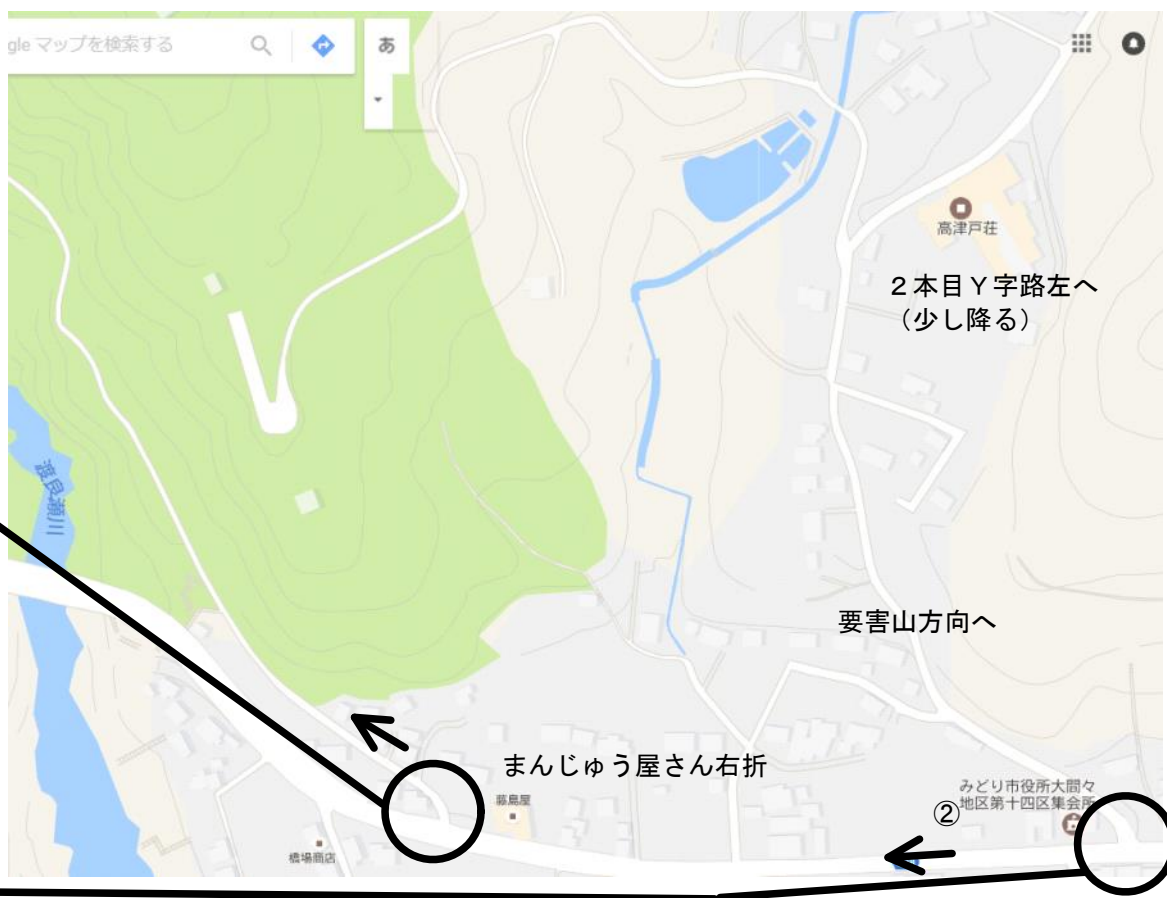 gle マップを検索する
あ
高津戸荘
2本目Y字路左へ
(少し降る)
渡良瀬川
要害山方向へ
まんじゅう屋さん右折
藤島屋
橋場商店
みどり市役所大間々
地区第十四区集会所
②